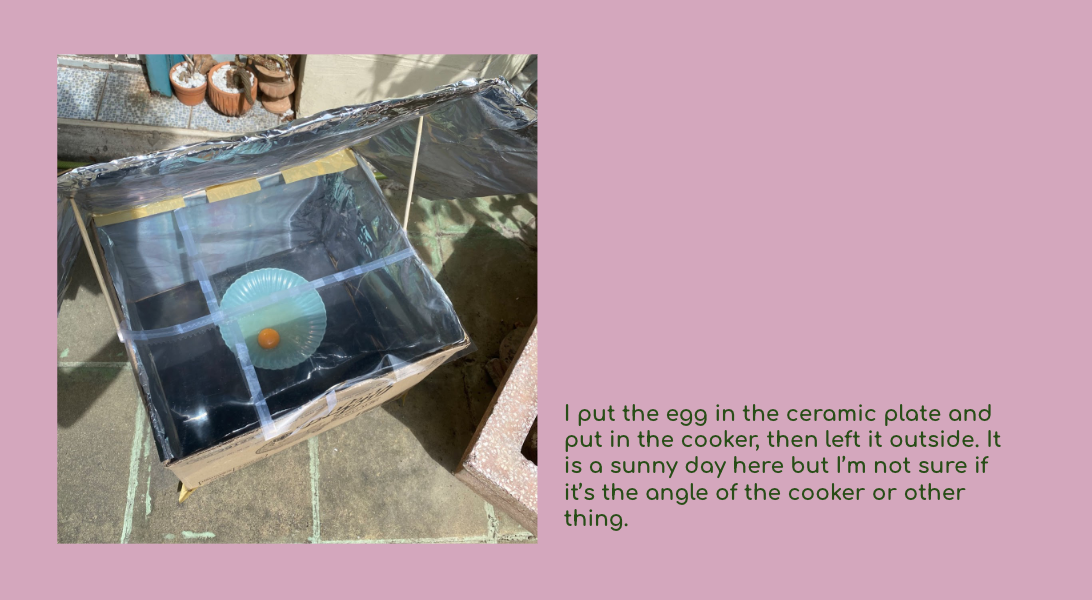 I put the egg in the ceramic plate and
put in the cooker, then left it outside. It
is a sunny day here but I'm not sure if
it's the angle of the cooker or other
thing.